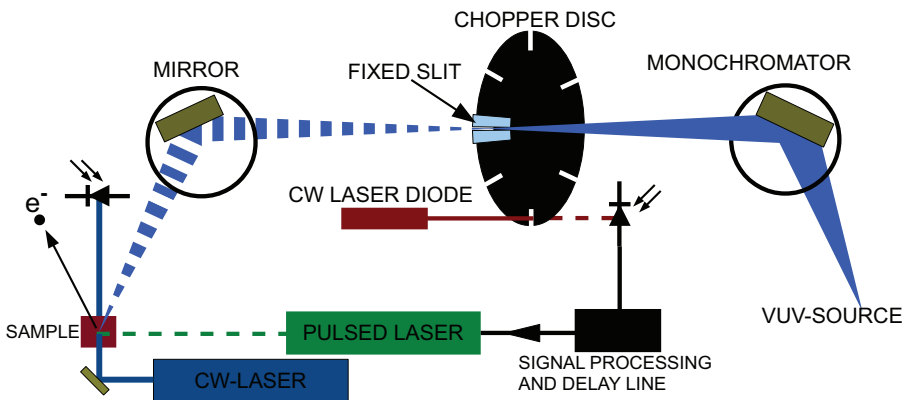 CHOPPER DISC
MIRROR
FIXED SLIT
MONOCHROMATOR
CW LASER DIODE
e-
SAMPLE
PULSED LASER
VUV-SOURCE
SIGNAL PROCESSING
AND DELAY LINE
CW-LASER